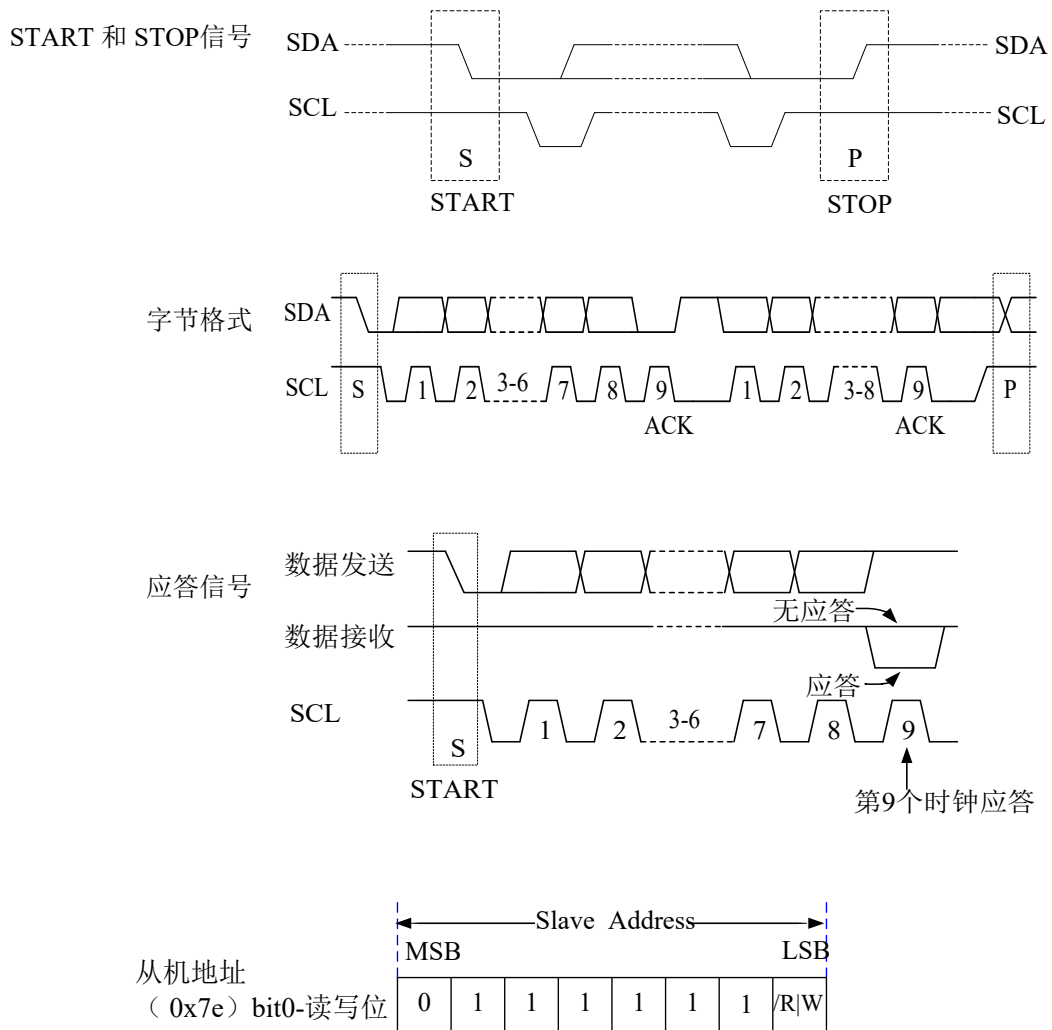 START 和 STOP信号
SDA
SDA
SCL
SCL
S
P
START
STOP
字节格式
SDA
SCL
S
1
2
3-6
7
8
9
1
2
3-8
9
P
ACK
ACK
应答信号
数据发送
无应答
数据接收
应答
SCL
S
1
2
3-6
7
8
9
START
第9个时钟应答
Slave Address
MSB
LSB
从机地址
（ 0x7e）bit0-读写位
0
1
1
1
1
1
1
/R|W